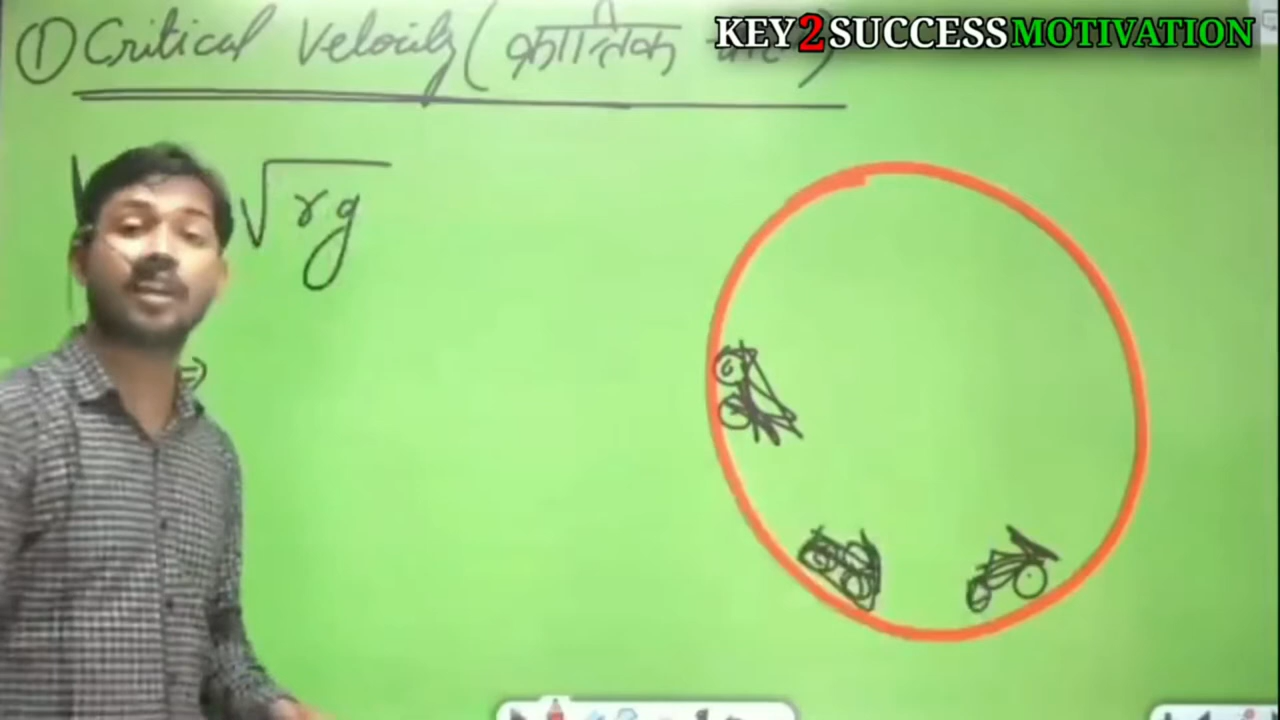 KEY2SUCCESSMOTIVATION
① Critical Velocity (क्रान्तिक
√rg
⇒